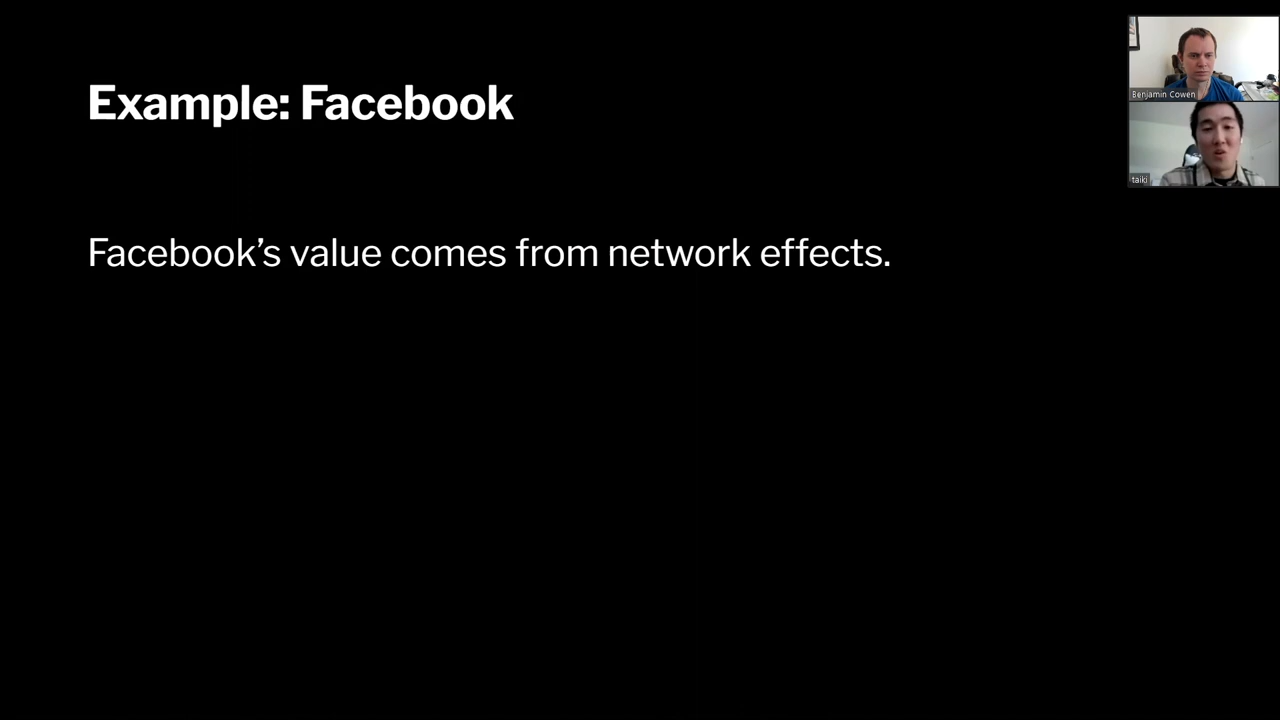 Example: Facebook
Benjamin Cowen
taiki
Facebook’s value comes from network effects.